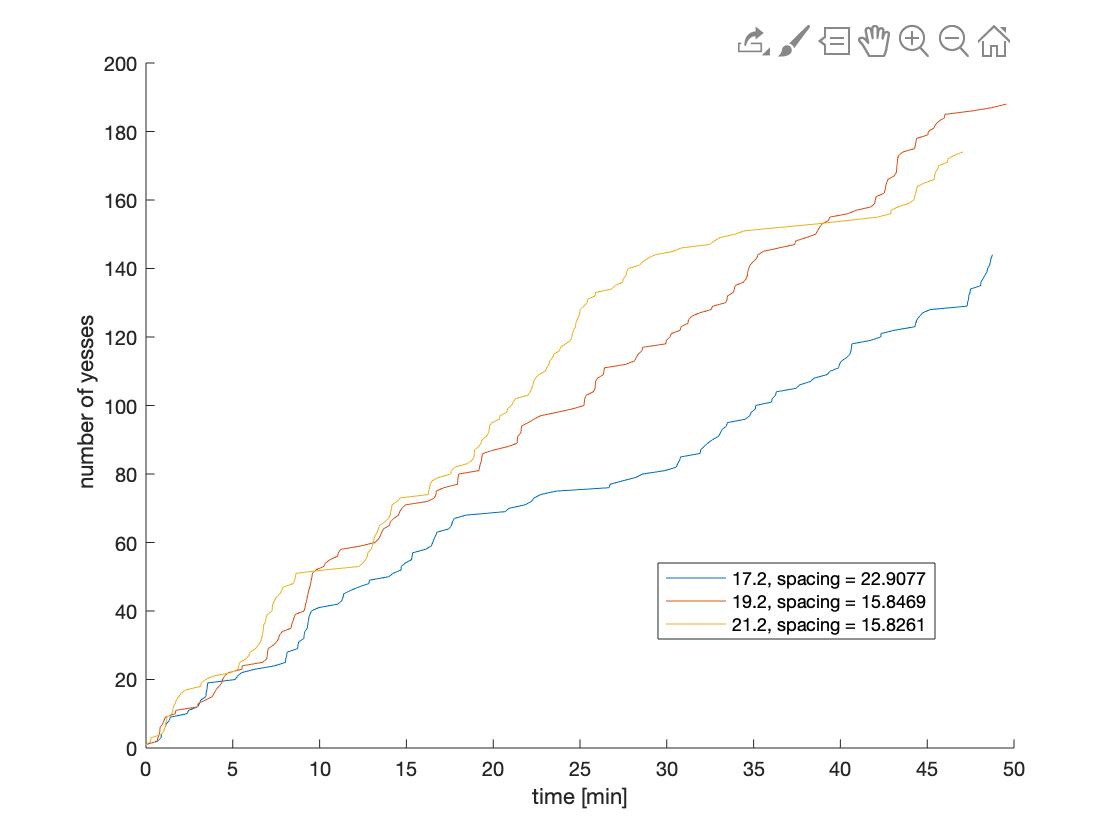 200
180
160
140
120
100
80
60
40
20
0
number of yesses
17.2, spacing = 22.9077
19.2, spacing = 15.8469
21.2, spacing = 15.8261
0 5 10 15 20 25 30 35 40 45 50
time [min]